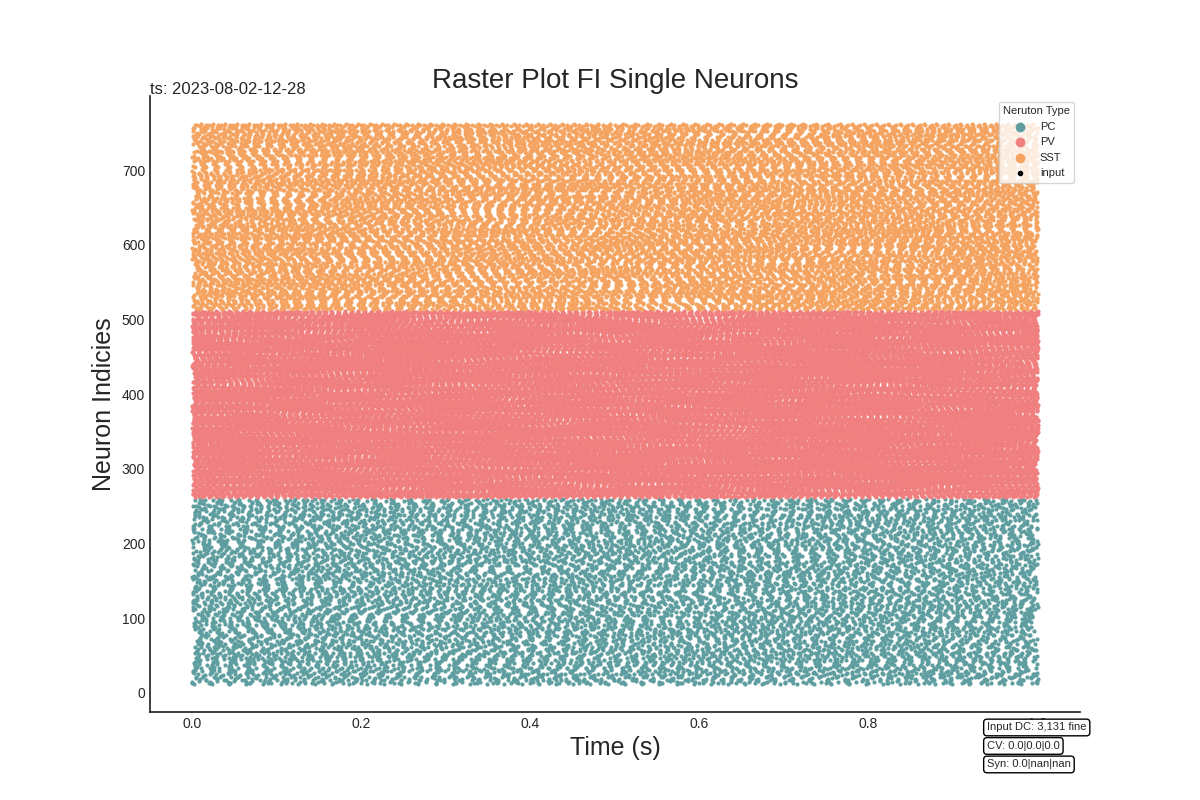 Raster Plot FI Single Neurons
ts: 2023-08-02-12-28
Neruton Type
PC
PV
SST
input
Neuron Indicies
700
600
500
400
300
200
100
0
0.0 0.2 0.4 0.6 0.8
Time (s)
Input DC: 3,131 fine
CV: 0.0|0.0|0.0
Syn: 0.0|nan|nan